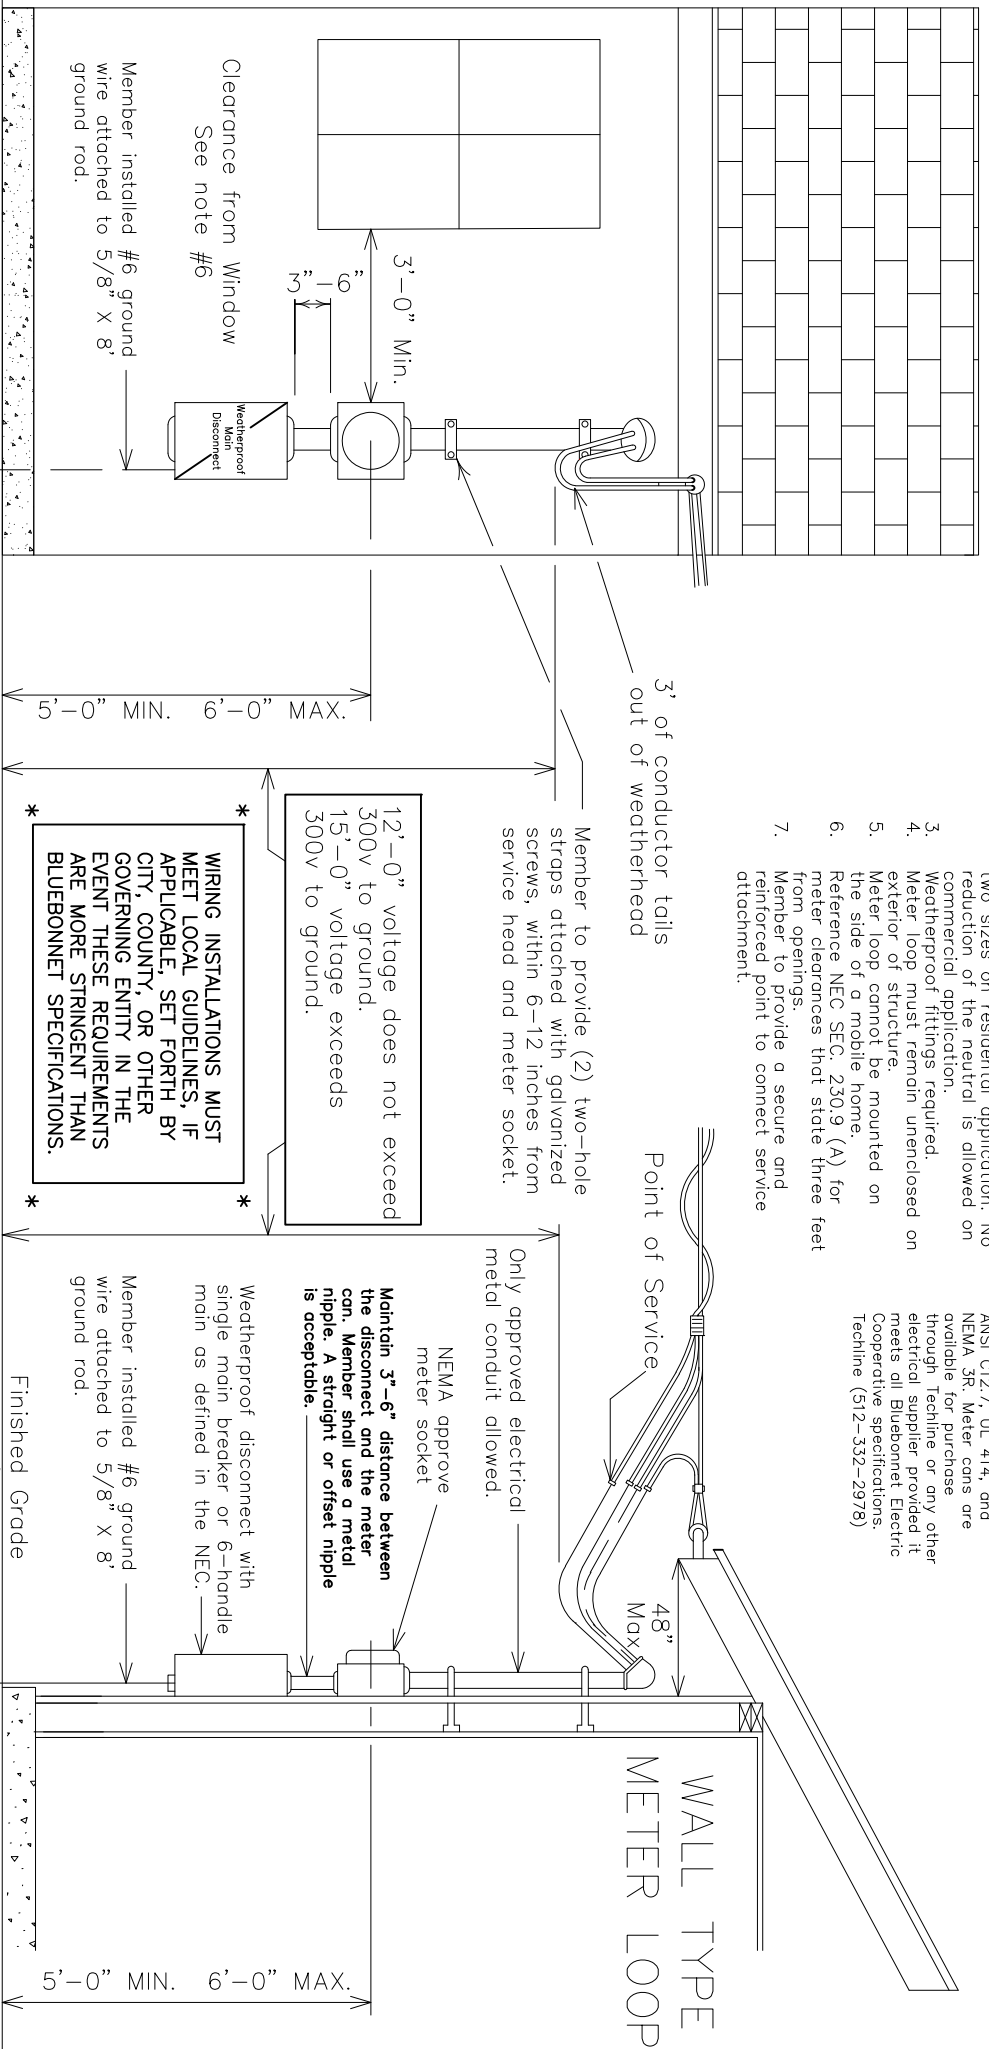 two sizes on residental application. No
reduction of the neutral is allowed on
commercial application.
3. Weatherproof fittings required.
4. Meter loop must remain unenclosed on
exterior of structure.
5. Meter loop cannot be mounted on
the side of a mobile home.
6. Reference NEC SEC. 230.9 (A) for
meter clearances that state three feet
from openings.
7. Member to provide a secure and
reinforced point to connect service
attachment.
ANSI C12.7, UL 414, and
NEMA 3R. Meter cans are
available for purchase
through Techline or any other
electrical supplier provided it
meets all Bluebonnet Electric
Cooperative specifications.
Techline (512-332-2978)
3' of conductor tails
out of weatherhead
Member to provide (2) two-hole
straps attached with galvanized
screws, within 6-12 inches from
service head and meter socket.
3'-0" Min.
3"-6"
Clearance from Window
See note #6
Weatherproof
Main
Disconnect
Member installed #6 ground
wire attached to 5/8" X 8'
ground rod.
5'-0" MIN. 6'-0" MAX.
12'-0" voltage does not exceed
300v to ground.
15'-0" voltage exceeds
300v to ground.
* *
WIRING INSTALLATIONS MUST
MEET LOCAL GUIDELINES, IF
APPLICABLE, SET FORTH BY
CITY, COUNTY, OR OTHER
GOVERNING ENTITY IN THE
EVENT THESE REQUIREMENTS
ARE MORE STRINGENT THAN
BLUEBONNET SPECIFICATIONS.
* *
Point of Service
48"
Max
Only approved electrical
metal conduit allowed.
NEMA approve
meter socket
Maintain 3"-6" distance between
the disconnect and the meter
can. Member shall use a metal
nipple. A straight or offset nipple
is acceptable.
Weatherproof disconnect with
single main breaker or 6-handle
main as defined in the NEC.
Member installed #6 ground
wire attached to 5/8" X 8'
ground rod.
Finished Grade
WALL TYPE
METER LOOP
5'-0" MIN. 6'-0" MAX.